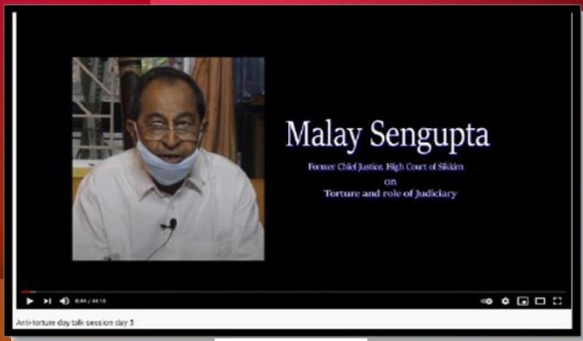 Malay Sengupta
Former Chief Justice, High Court of Sikkim
on
Torture and role of Judiciary
Anti-torture day talk session day 5